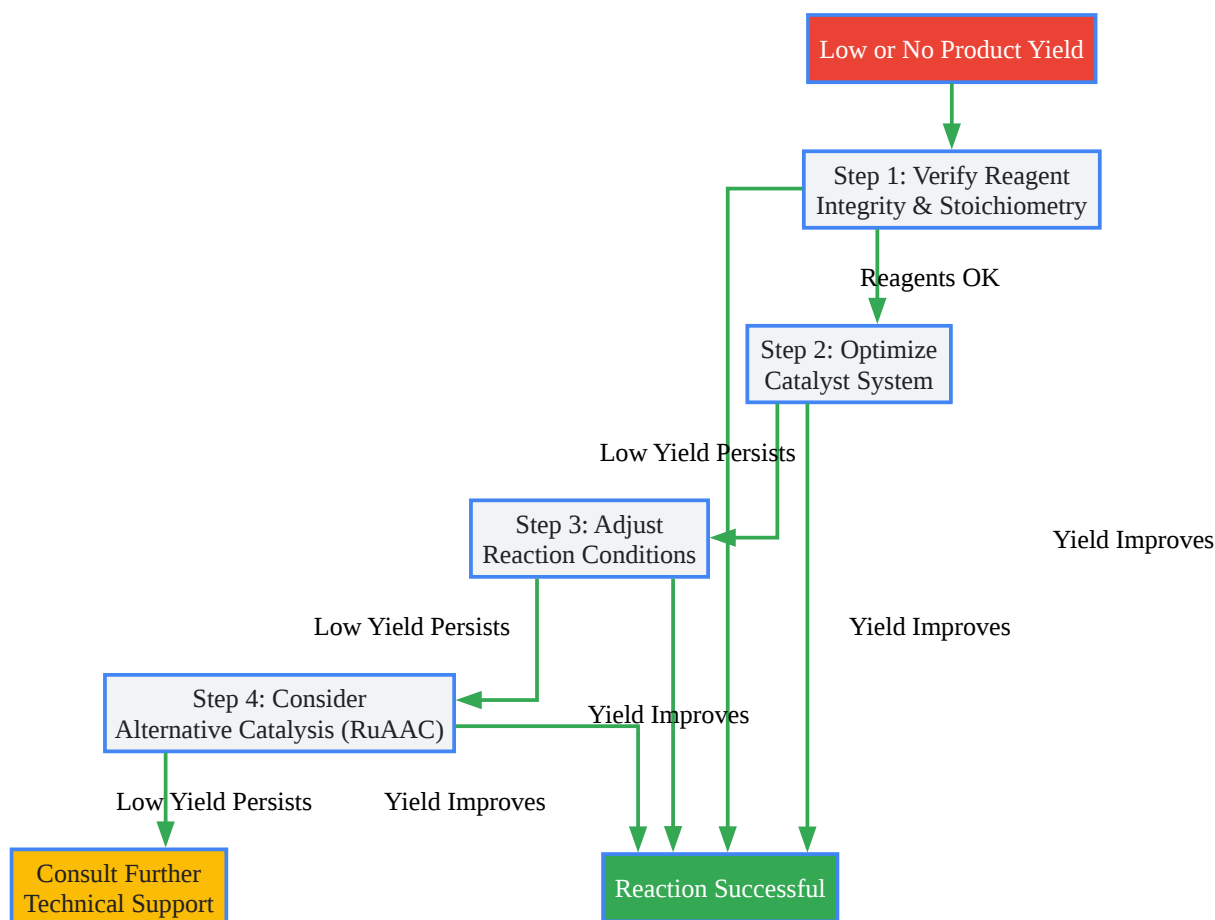 Low or No Product Yield
Step 1: Verify Reagent
Integrity & Stoichiometry
Reagents OK
Step 2: Optimize
Catalyst System
Low Yield Persists
Step 3: Adjust
Reaction Conditions
Yield Improves
Low Yield Persists
Yield Improves
Step 4: Consider
Alternative Catalysis (RuAAC)
Yield Improves
Low Yield Persists
Yield Improves
Consult Further
Technical Support
Reaction Successful